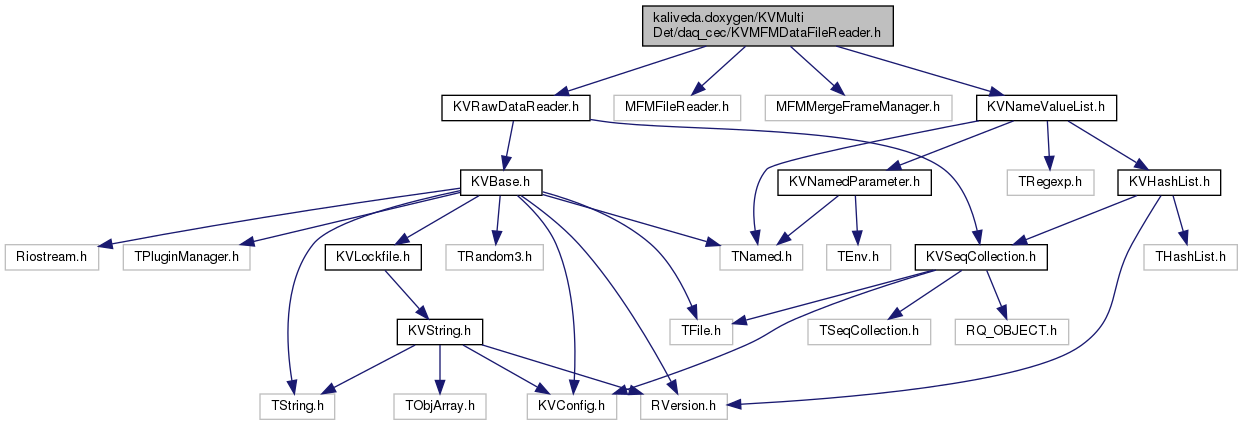 kaliveda.doxygen/KVMulti
Det/daq_cec/KVMFMDataFileReader.h
KVRawDataReader.h
MFMFileReader.h
MFMMergeFrameManager.h
KVNameValueList.h
KVBase.h
KVNamedParameter.h
TRegexp.h
KVHashList.h
Riostream.h
TPluginManager.h
KVLockfile.h
TRandom3.h
TNamed.h
TEnv.h
KVSeqCollection.h
THashList.h
KVString.h
TFile.h
TSeqCollection.h
RQ_OBJECT.h
TString.h
TObjArray.h
KVConfig.h
RVersion.h